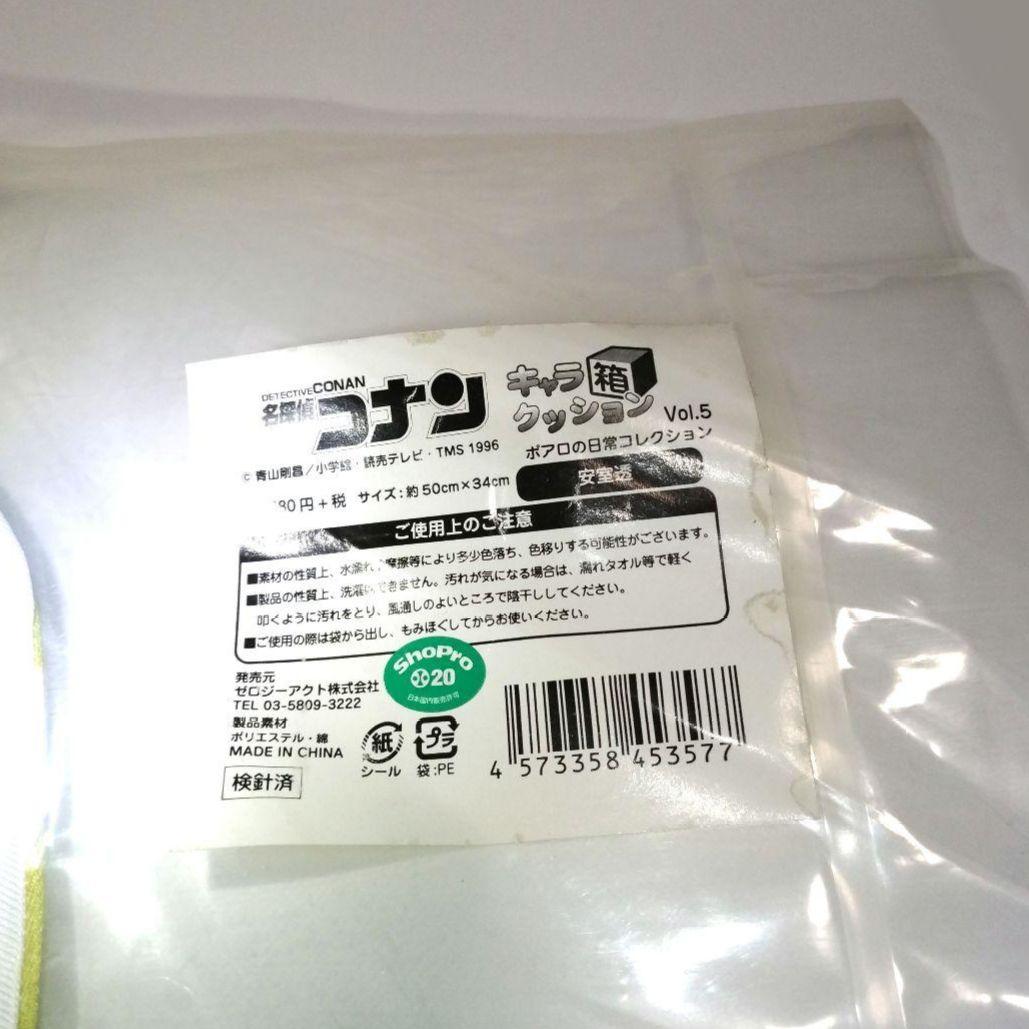 DETECTIVE CONAN
名探偵コナン
キャラ箱
クッション Vol.5
ポアロの日常コレクション
© 青山剛昌/小学館・読売テレビ・TMS 1996
80円+税 サイズ:約50cm×34cm
安室透
ご使用上のご注意
■素材の性質上、水濡れ、摩擦等により多少色落ち、色移りする可能性がございます。
■製品の性質上、洗濯はできません。汚れが気になる場合は、濡れタオル等で軽く
叩くように汚れをとり、風通しのよいところで陰干ししてください。
■ご使用の際は袋から出し、もみほぐしてからお使いください。
ShoPro
20
日本国内販売許可
発売元
ゼロジーアクト株式会社
TEL 03-5809-3222
製品素材
ポリエステル・綿
MADE IN CHINA
検針済
紙
シール
プラ
袋:PE
4 573358 453577